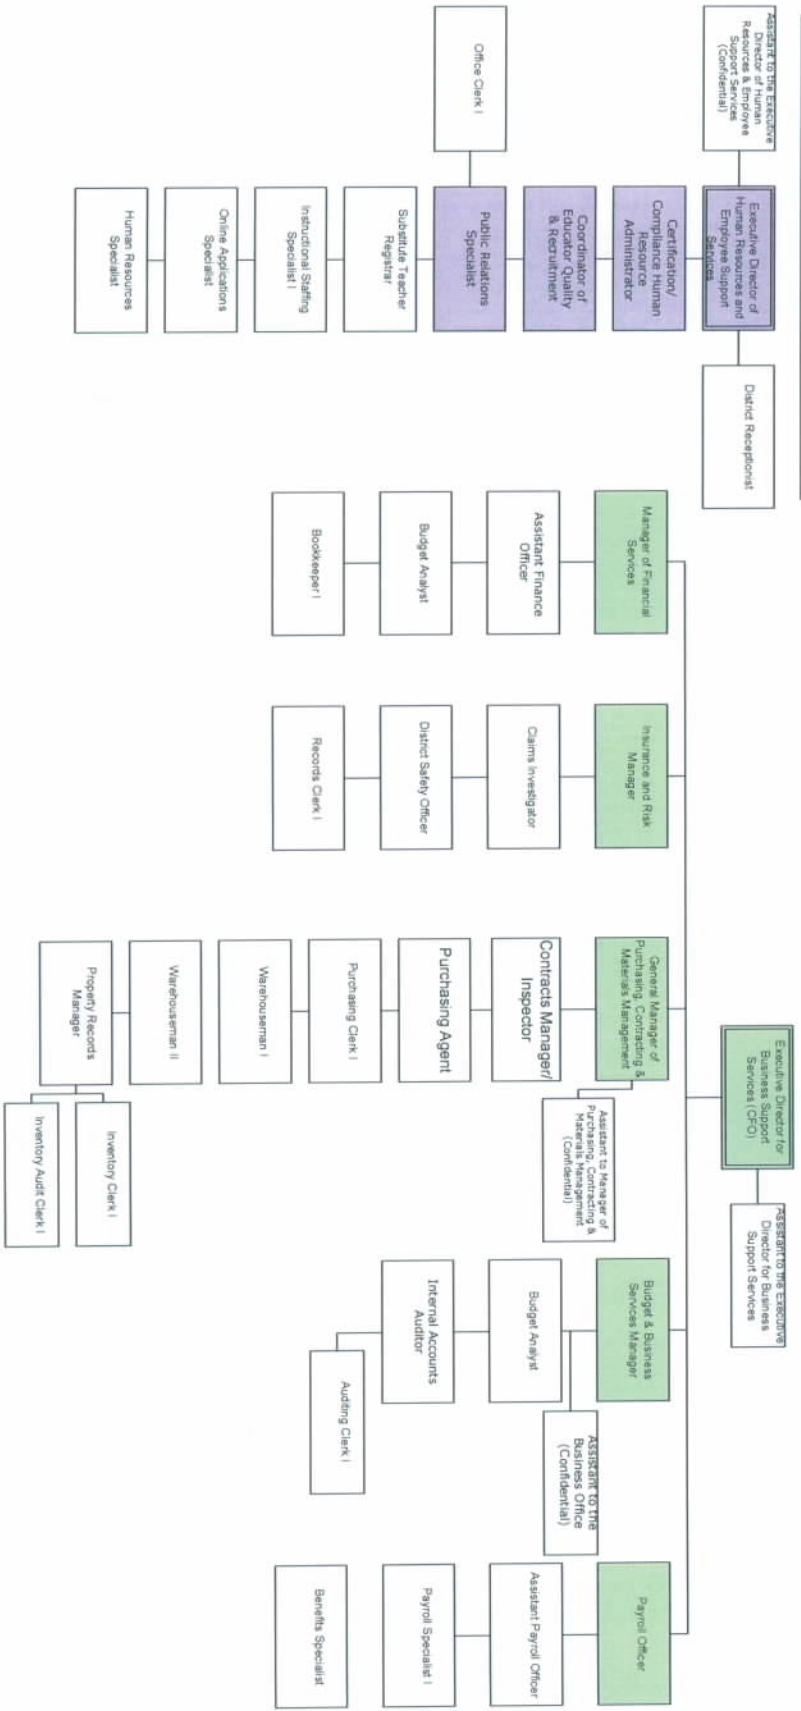 Assistant to the Executive
Director of Human
Resources & Employee
Support Services
(Confidential)
Executive Director of
Human Resources and
Employee Support
Services
District Receptionist
Certification/
Compliance Human
Resource
Administrator
Coordinator of
Educator Quality
& Recruitment
Office Clerk I
Public Relations
Specialist
Substitute Teacher
Registrar
Instructional Staffing
Specialist I
Online Applications
Specialist
Human Resources
Specialist
Executive Director for
Business Support
Services (CFO)
Assistant to the Executive
Director for Business
Support Services
Manager of Financial
Services
Assistant Finance
Officer
Budget Analyst
Bookkeeper I
Insurance and Risk
Manager
Claims Investigator
District Safety Officer
Records Clerk I
General Manager of
Purchasing, Contracting &
Materials Management
Assistant to Manager of
Purchasing, Contracting &
Materials Management
(Confidential)
Contracts Manager/
Inspector
Purchasing Agent
Purchasing Clerk I
Warehouseman I
Warehouseman II
Property Records
Manager
Inventory Clerk I
Inventory Audit Clerk I
Budget & Business
Services Manager
Assistant to the
Business Office
(Confidential)
Budget Analyst
Internal Accounts
Auditor
Auditing Clerk I
Payroll Officer
Assistant Payroll Officer
Payroll Specialist I
Benefits Specialist